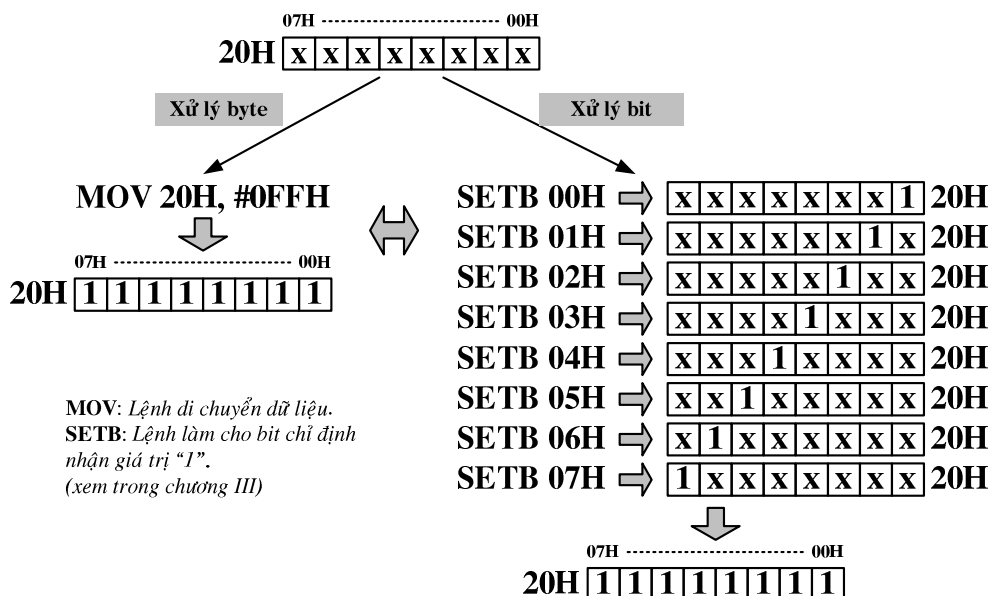 07H 00H
20H x x x x x x x x
Xử lý byte
Xử lý bit
MOV 20H, #0FFH
07H 00H
20H 1 1 1 1 1 1 1 1
MOV: Lệnh di chuyển dữ liệu.
SETB: Lệnh làm cho bit chỉ định
nhận giá trị “1”.
(xem trong chương III)
SETB 00H x x x x x x x 1 20H
SETB 01H x x x x x x 1 x 20H
SETB 02H x x x x x 1 x x 20H
SETB 03H x x x x 1 x x x 20H
SETB 04H x x x 1 x x x x 20H
SETB 05H x x 1 x x x x x 20H
SETB 06H x 1 x x x x x x 20H
SETB 07H 1 x x x x x x x 20H
07H 00H
20H 1 1 1 1 1 1 1 1